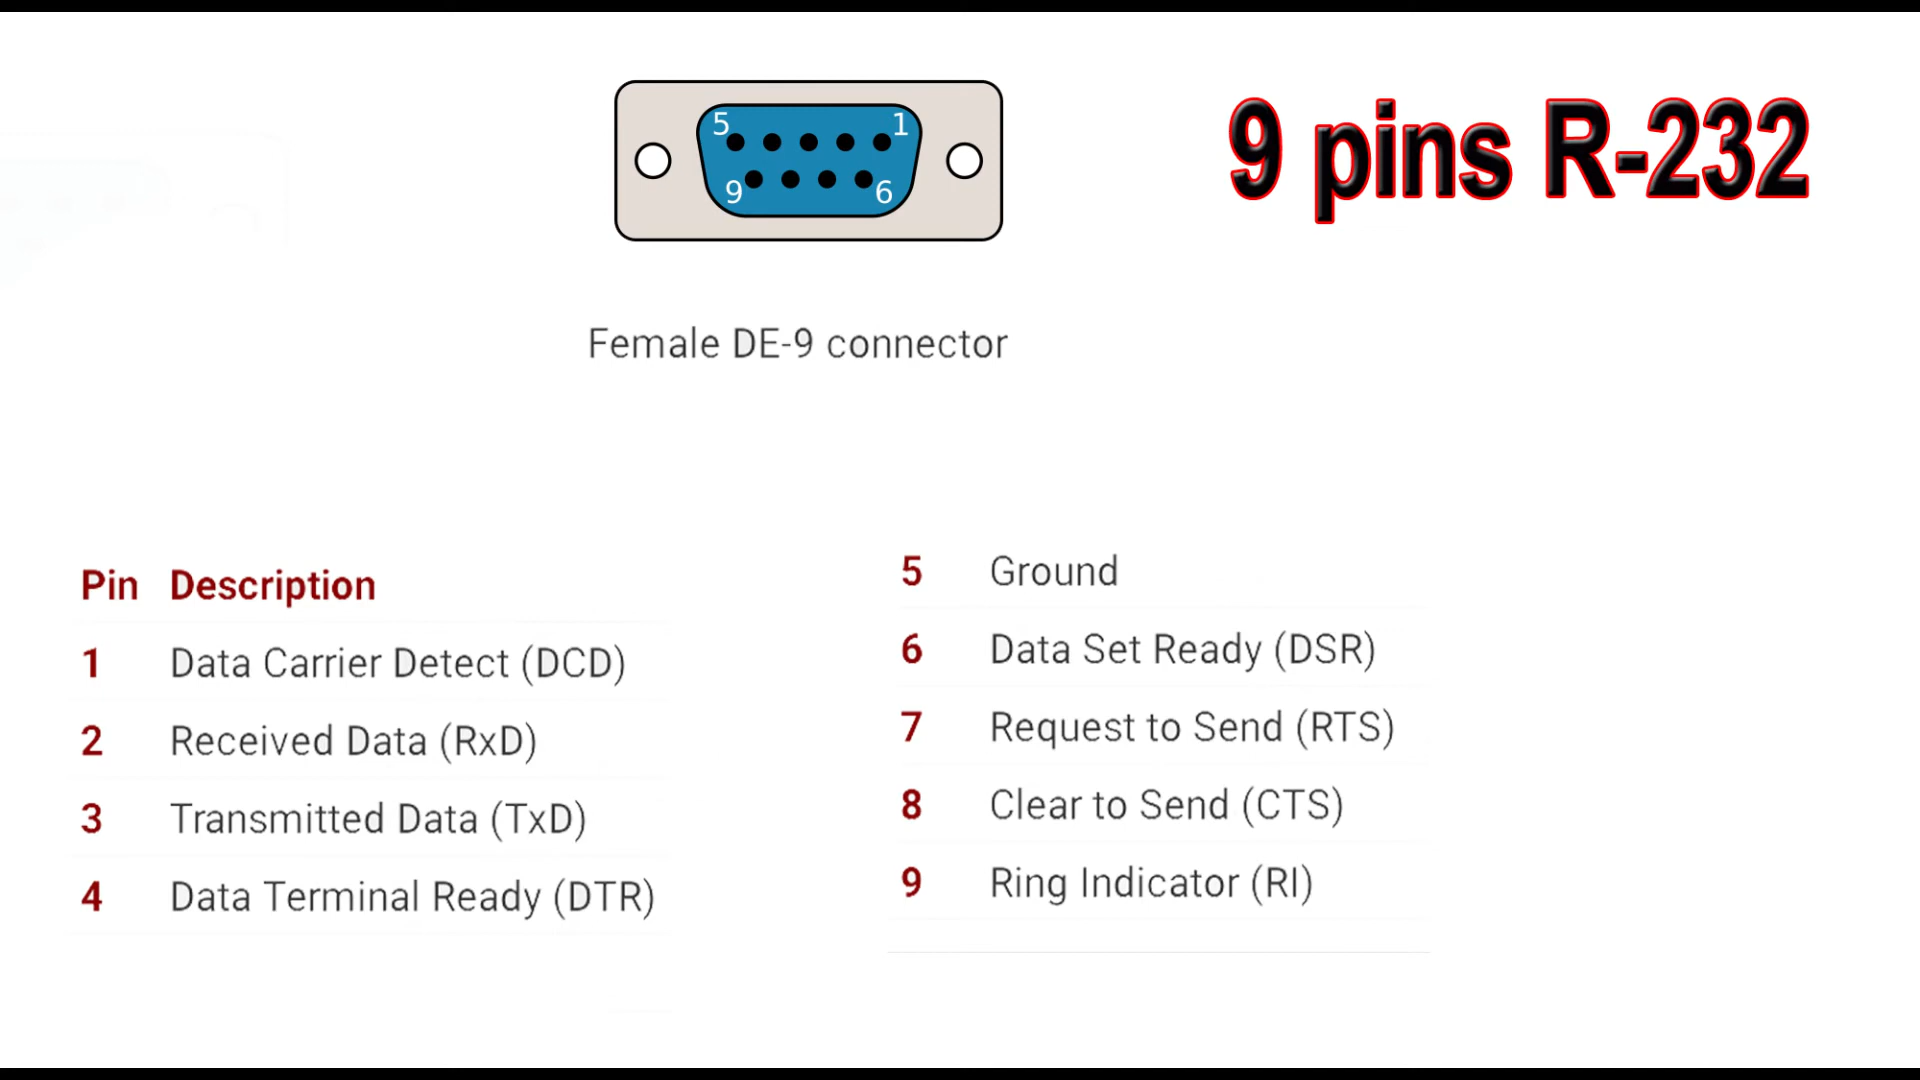 5 1
9 6
9 pins R-232
Female DE-9 connector
Pin Description
1 Data Carrier Detect (DCD)
2 Received Data (RxD)
3 Transmitted Data (TxD)
4 Data Terminal Ready (DTR)
5 Ground
6 Data Set Ready (DSR)
7 Request to Send (RTS)
8 Clear to Send (CTS)
9 Ring Indicator (RI)